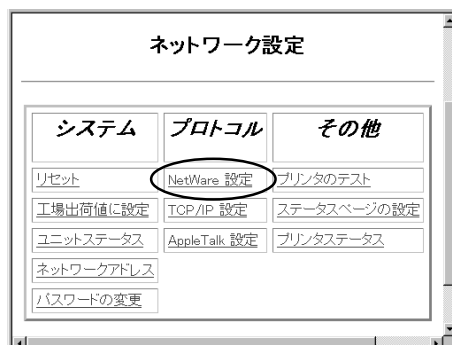 ネットワーク設定
システム プロトコル その他
リセット NetWare 設定 プリンタのテスト
工場出荷値に設定 TCP/IP 設定 ステータスページの設定
ユニットステータス AppleTalk 設定 プリンタステータス
ネットワークアドレス
パスワードの変更